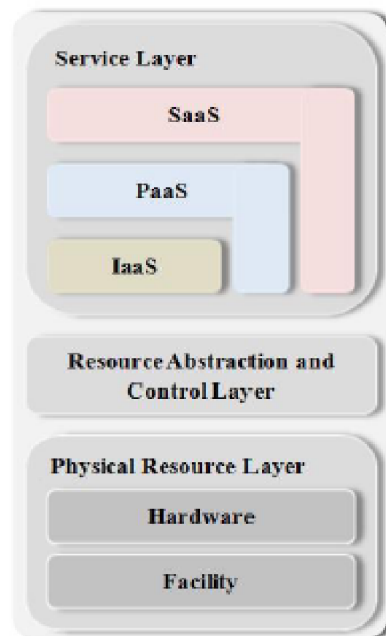 Service Layer
SaaS
PaaS
IaaS
Resource Abstraction and
Control Layer
Physical Resource Layer
Hardware
Facility